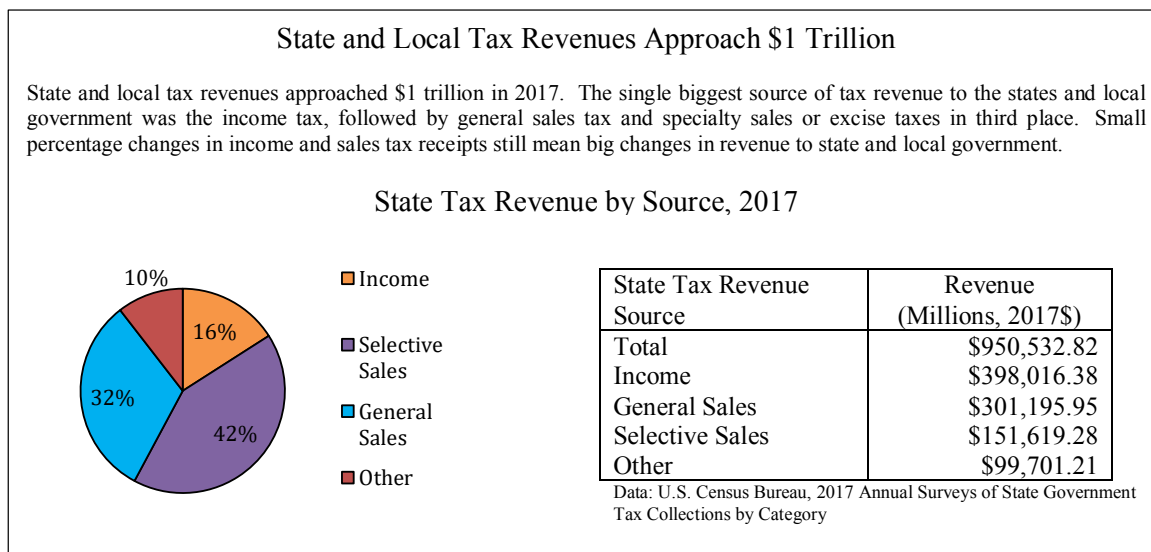 State and Local Tax Revenues Approach $1 Trillion
State and local tax revenues approached $1 trillion in 2017. The single biggest source of tax revenue to the states and local
government was the income tax, followed by general sales tax and specialty sales or excise taxes in third place. Small
percentage changes in income and sales tax receipts still mean big changes in revenue to state and local government.
State Tax Revenue by Source, 2017
10%
16%
32%
42%
Income
Selective
Sales
General
Sales
Other
State Tax Revenue Revenue
Source (Millions, 2017$)
Total $950,532.82
Income $398,016.38
General Sales $301,195.95
Selective Sales $151,619.28
Other $99,701.21
Data: U.S. Census Bureau, 2017 Annual Surveys of State Government
Tax Collections by Category